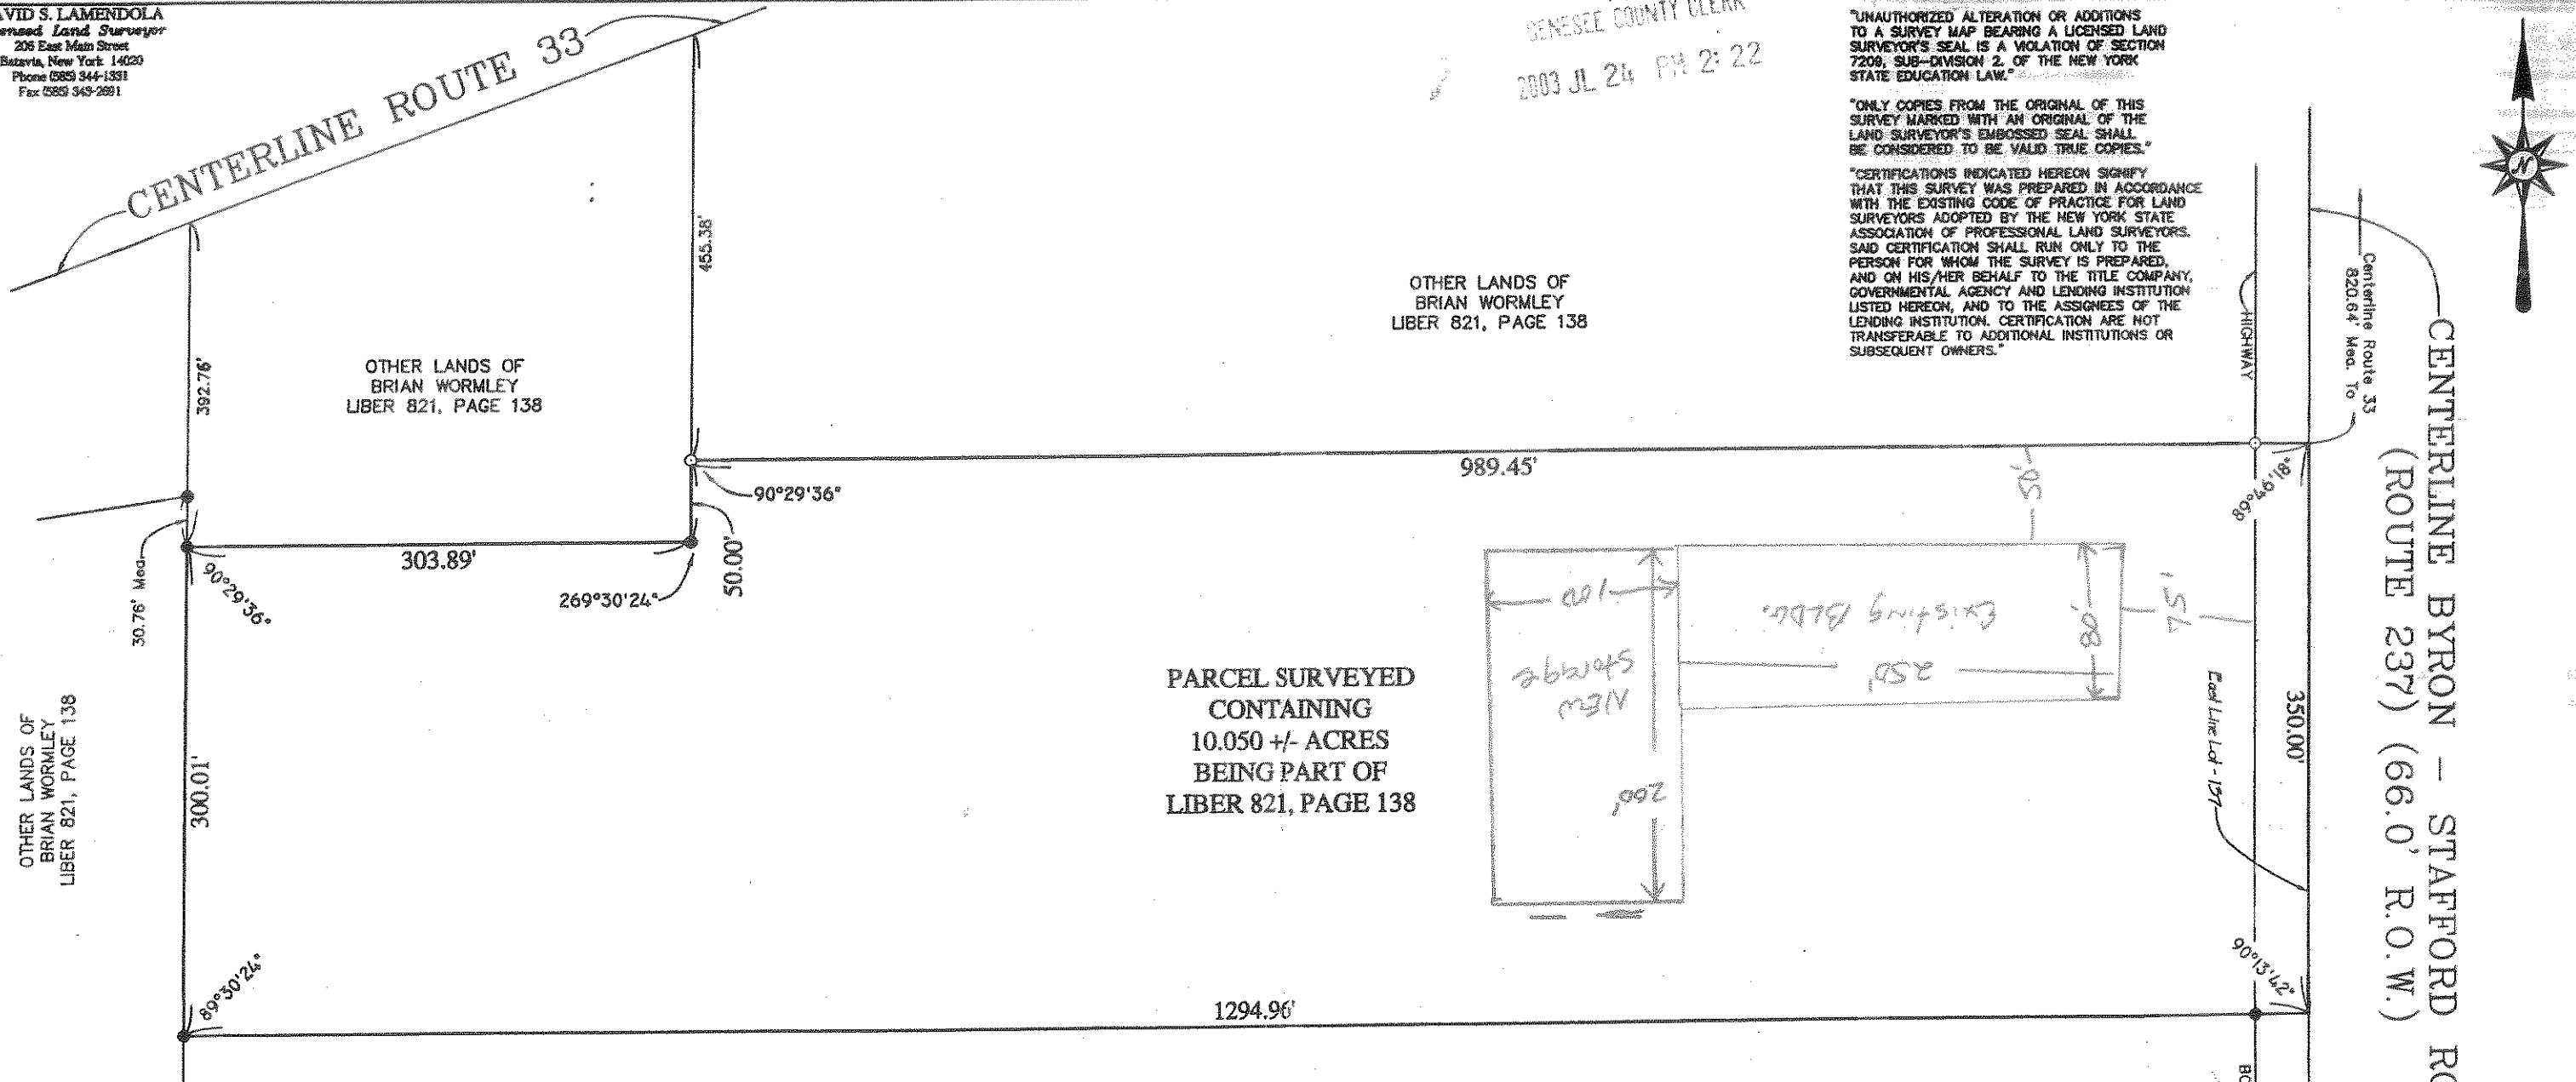 AVID S. LAMENDOLA
ensed Land Surveyor
206 East Main Street
Batavia, New York 14020
Phone (585) 344-1331
Fax (585) 343-2691
CENTERLINE ROUTE 33
GENESEE COUNTY CLERK
2003 JL 24 PM 2:22
"UNAUTHORIZED ALTERATION OR ADDITIONS
TO A SURVEY MAP BEARING A LICENSED LAND
SURVEYOR'S SEAL IS A VIOLATION OF SECTION
7209, SUB-DIVISION 2, OF THE NEW YORK
STATE EDUCATION LAW."
"ONLY COPIES FROM THE ORIGINAL OF THIS
SURVEY MARKED WITH AN ORIGINAL OF THE
LAND SURVEYOR'S EMBOSSED SEAL SHALL
BE CONSIDERED TO BE VALID TRUE COPIES."
"CERTIFICATIONS INDICATED HEREON SIGNIFY
THAT THIS SURVEY WAS PREPARED IN ACCORDANCE
WITH THE EXISTING CODE OF PRACTICE FOR LAND
SURVEYORS ADOPTED BY THE NEW YORK STATE
ASSOCIATION OF PROFESSIONAL LAND SURVEYORS.
SAID CERTIFICATION SHALL RUN ONLY TO THE
PERSON FOR WHOM THE SURVEY IS PREPARED,
AND ON HIS/HER BEHALF TO THE TITLE COMPANY,
GOVERNMENTAL AGENCY AND LENDING INSTITUTION
LISTED HEREON, AND TO THE ASSIGNEES OF THE
LENDING INSTITUTION. CERTIFICATION ARE NOT
TRANSFERABLE TO ADDITIONAL INSTITUTIONS OR
SUBSEQUENT OWNERS."
N
392.76'
OTHER LANDS OF
BRIAN WORMLEY
LIBER 821, PAGE 138
455.38'
OTHER LANDS OF
BRIAN WORMLEY
LIBER 821, PAGE 138
HIGHWAY
820.64' Mea. To
Centerline Route 33
CENTERLINE BYRON - STAFFORD RO
(ROUTE 237) (66.0' R.O.W.)
989.45'
90°29'36"
50'
89°46'18"
30.76' Mea.
90°29'36"
303.89'
269°30'24"
50.00'
100
Existing BLDG.
250'
80'
75'
NEW
Storage
200'
PARCEL SURVEYED
CONTAINING
10.050 +/- ACRES
BEING PART OF
LIBER 821, PAGE 138
East Line Lot - 137
350.00'
OTHER LANDS OF
BRIAN WORMLEY
LIBER 821, PAGE 138
300.01'
89°30'24"
1294.96'
90°13'42"
BO